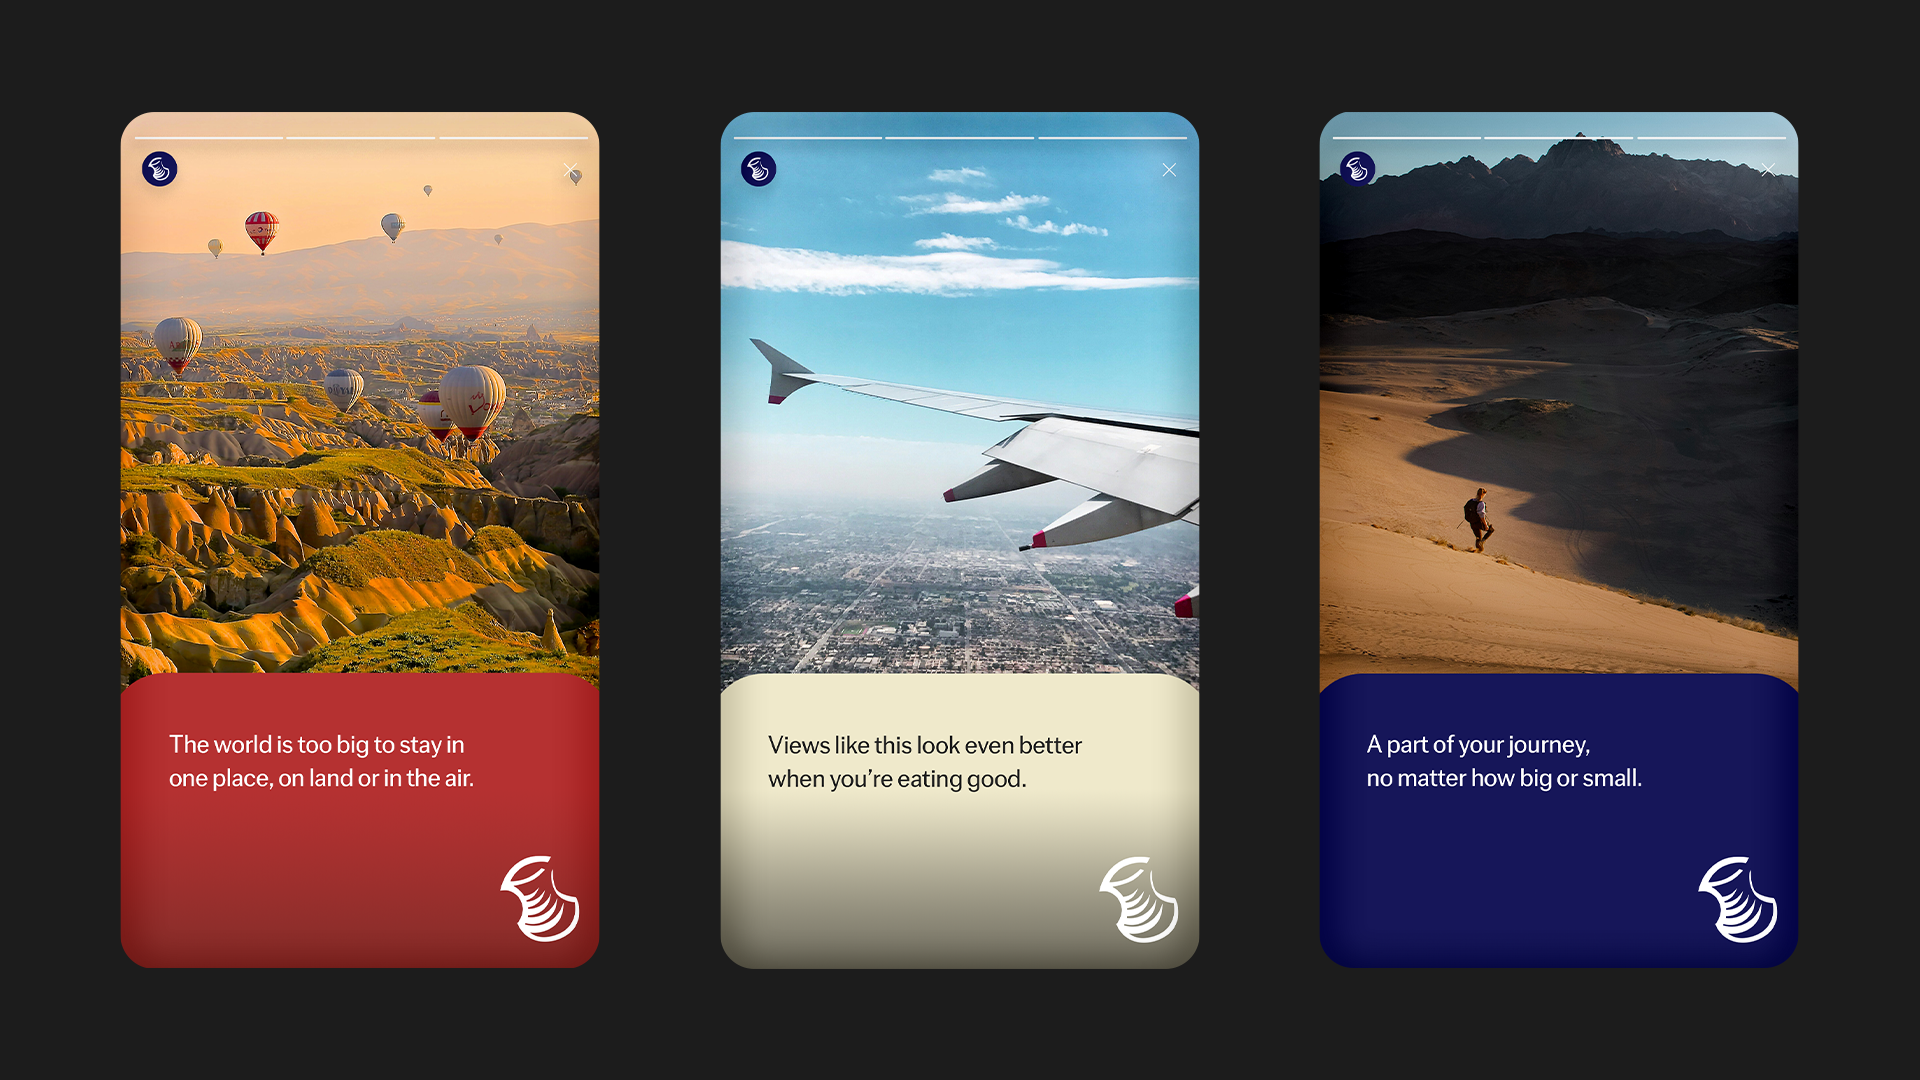 The world is too big to stay in
one place, on land or in the air.
Views like this look even better
when you’re eating good.
A part of your journey,
no matter how big or small.